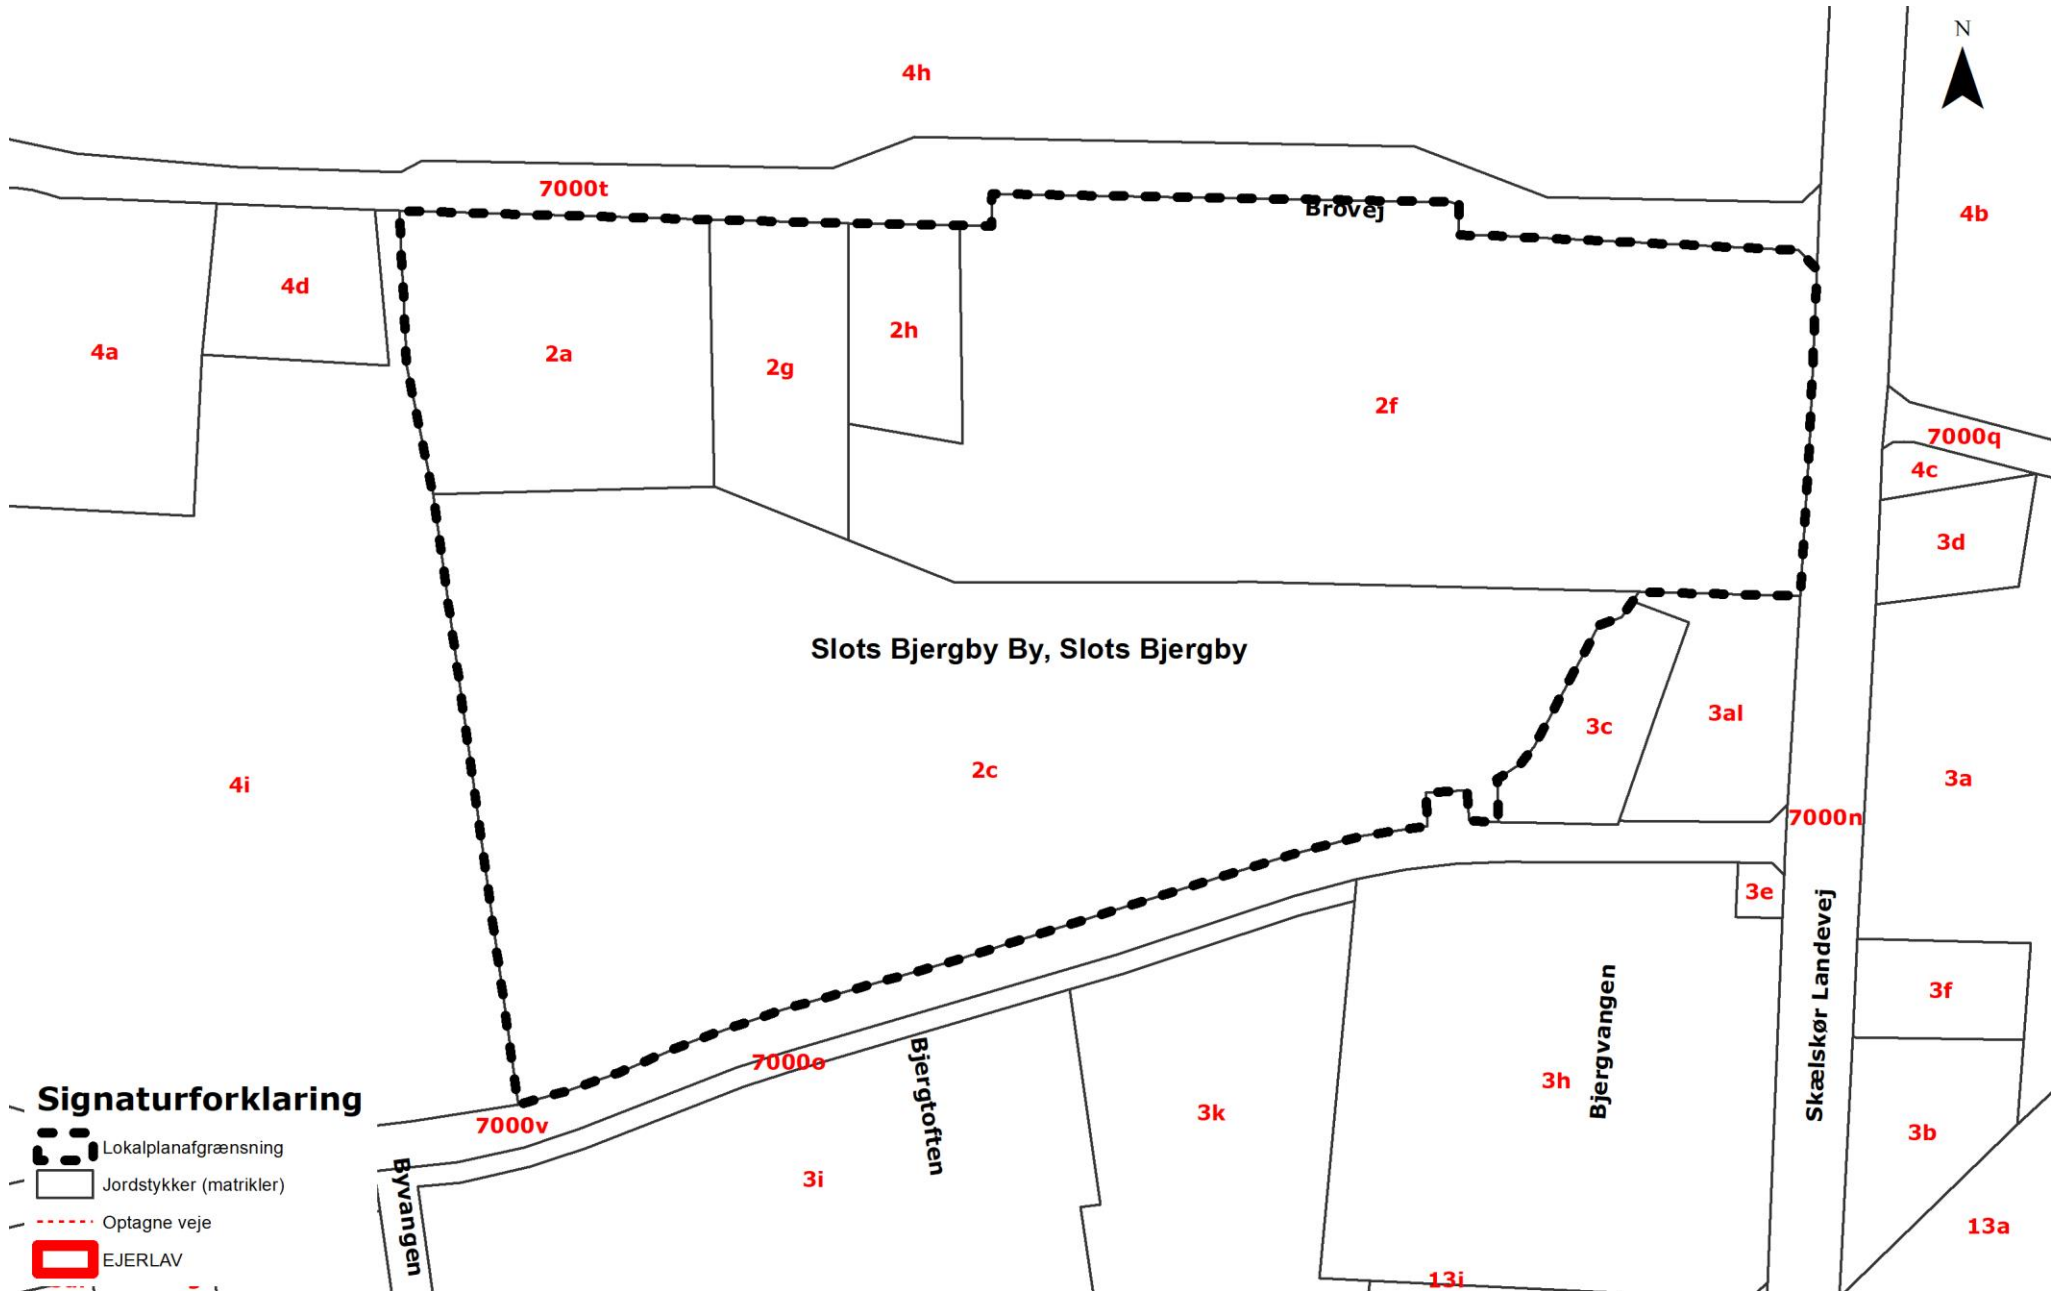 N
4h
7000t
Brovej
4b
4d
2h
4a
2a
2g
2f
7000q
4c
3d
Slots Bjergby By, Slots Bjergby
3c
3al
2c
4i
3a
7000n
3e
Skælskør Landevej
Bjergvangen
3f
7000o
Bjergtoften
3h
3k
7000v
3b
3i
Byvangen
13a
13i
Signaturforklaring
Lokalplanafgrænsning
Jordstykker (matrikler)
Optagne veje
EJERLAV